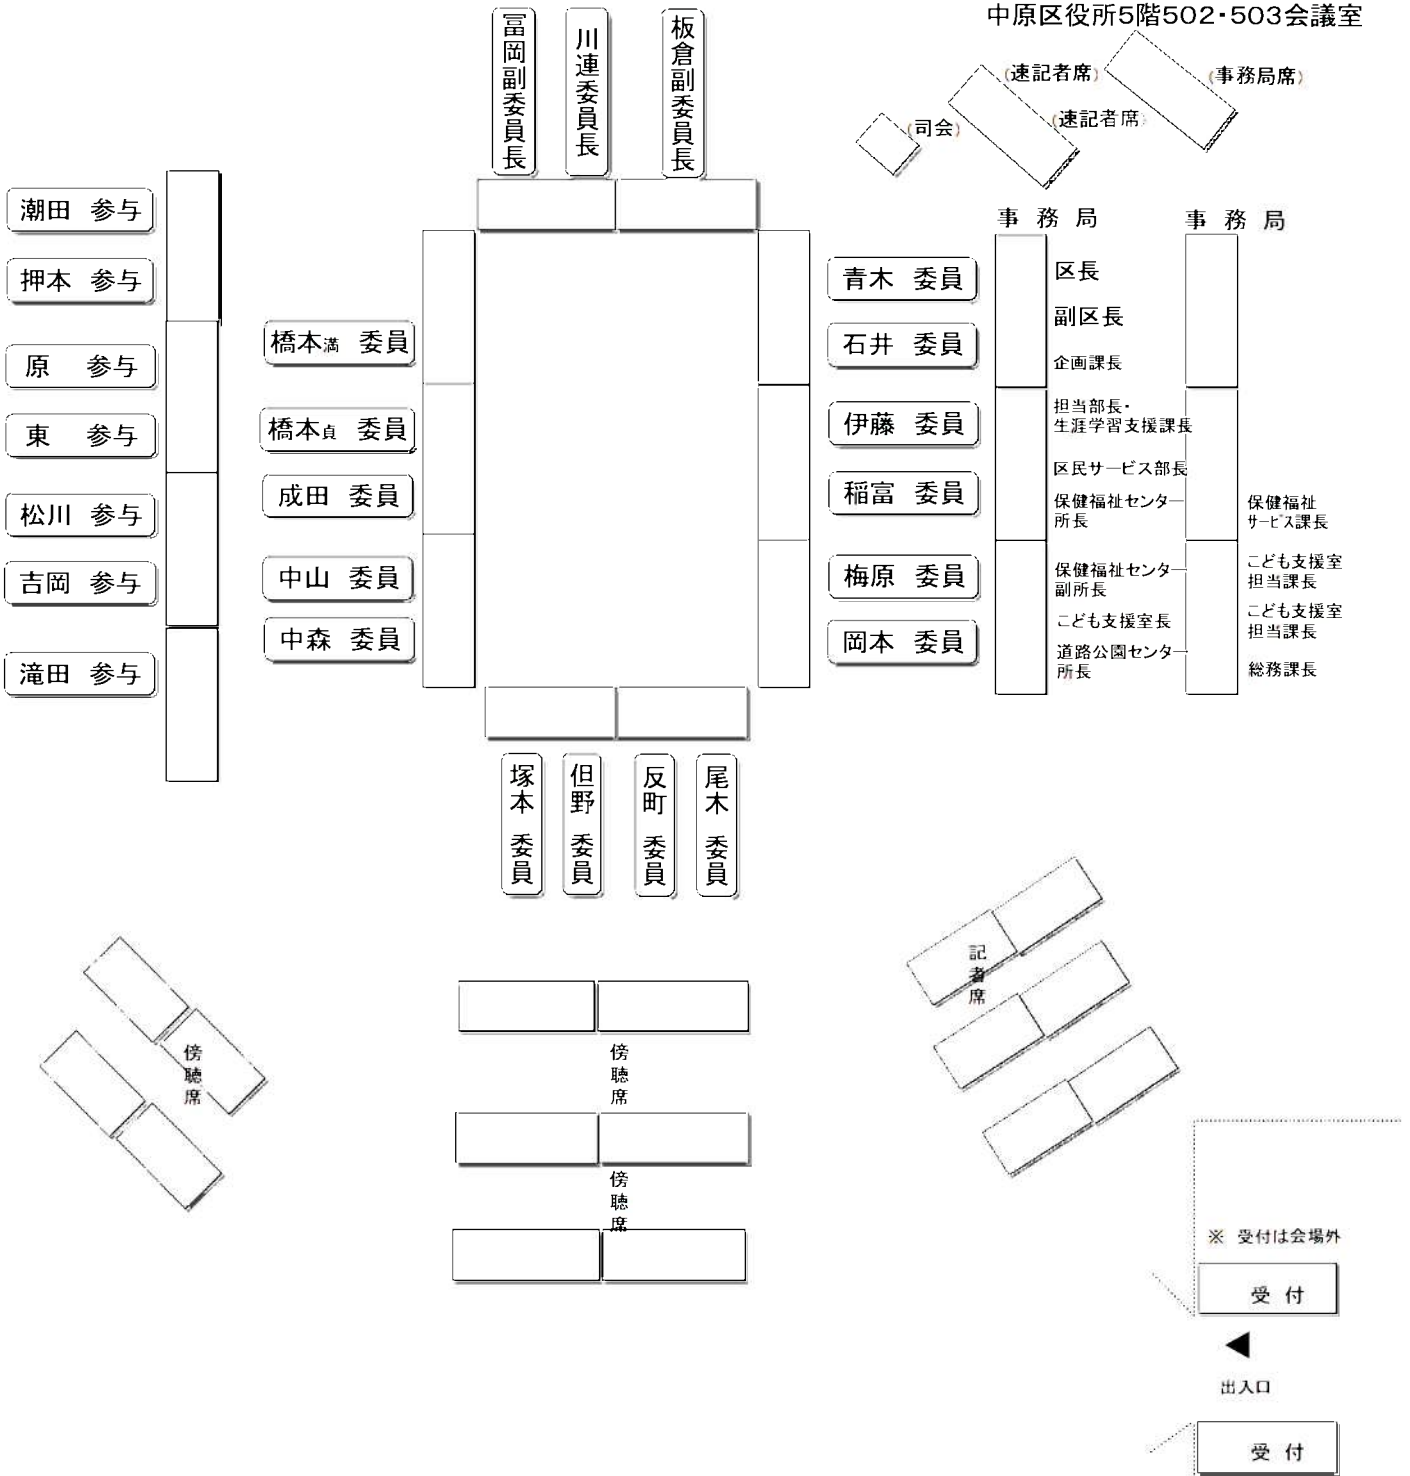 中原区役所5階502・503会議室
冨岡副委員長
川連委員長
板倉副委員長
(速記者席)
(事務局席)
(司会)
(速記者席)
潮田 参与
押本 参与
原 参与
東 参与
松川 参与
吉岡 参与
滝田 参与
橋本満 委員
橋本貞 委員
成田 委員
中山 委員
中森 委員
青木 委員
石井 委員
伊藤 委員
稲富 委員
梅原 委員
岡本 委員
事務局
区長
副区長
企画課長
担当部長・
生涯学習支援課長
区民サービス部長
保健福祉センター
所長
保健福祉センター
副所長
こども支援室長
道路公園センター
所長
事務局
保健福祉
サービス課長
こども支援室
担当課長
こども支援室
担当課長
総務課長
塚本 委員
但野 委員
反町 委員
尾木 委員
傍聴席
傍聴席
傍聴席
記者席
※ 受付は会場外
受付
出入口
受付